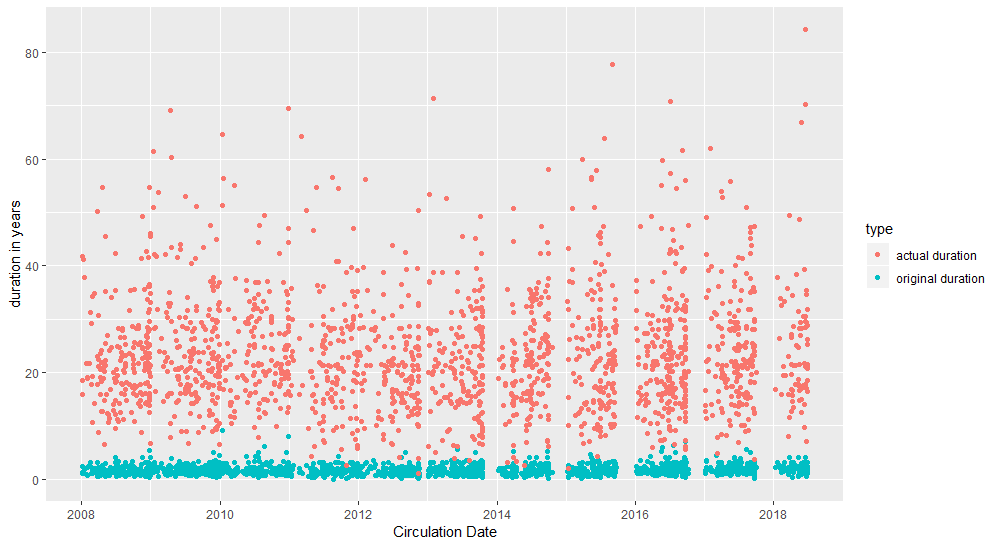 80
60
40
20
0
duration in years
2008 2010 2012 2014 2016 2018
Circulation Date
type
actual duration
original duration